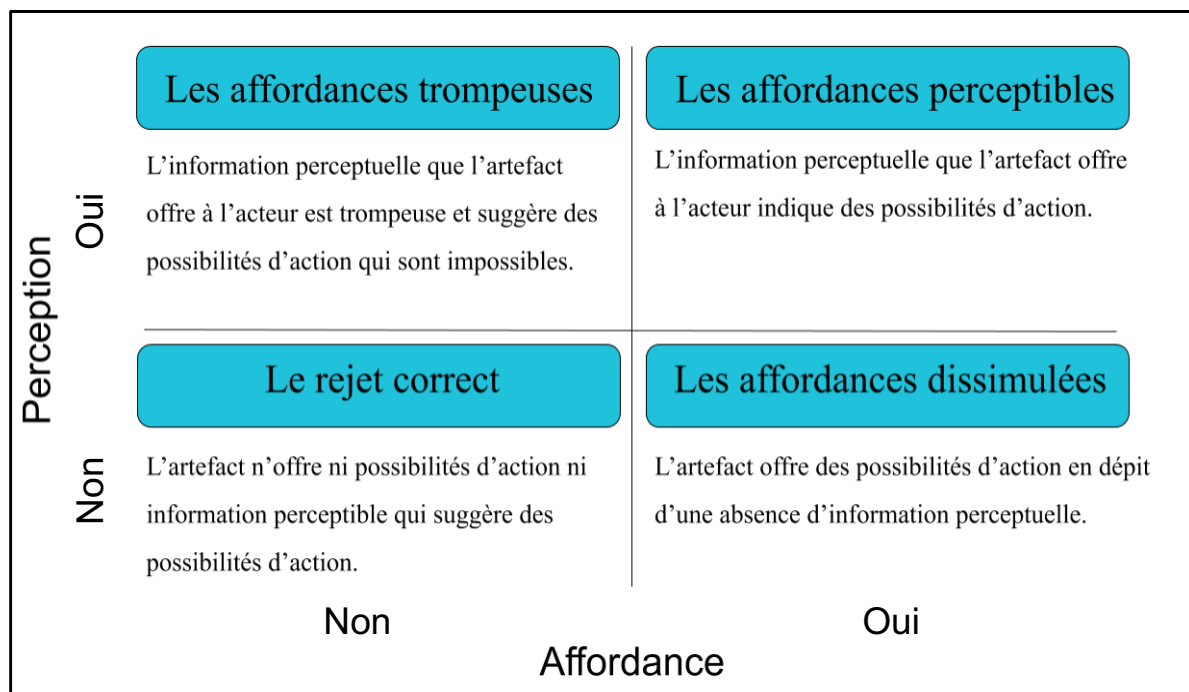 Les affordances trompeuses
L’information perceptuelle que l’artefact
offre à l’acteur est trompeuse et suggère des
possibilités d’action qui sont impossibles.
Les affordances perceptibles
L’information perceptuelle que l’artefact offre
à l’acteur indique des possibilités d’action.
Oui
Perception
Le rejet correct
L’artefact n’offre ni possibilités d’action ni
information perceptible qui suggère des
possibilités d’action.
Les affordances dissimulées
L’artefact offre des possibilités d’action en dépit
d’une absence d’information perceptuelle.
Non
Non
Oui
Affordance